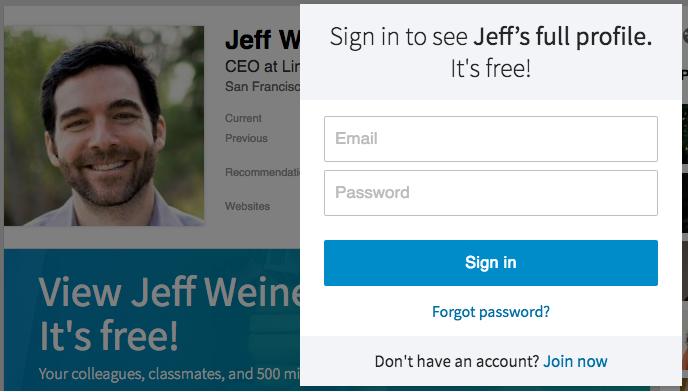 Jeff W
CEO at Lin
San Francisc
Current
Previous
Recommendati
Websites
View Jeff Weine
It's free!
Your colleagues, classmates, and 500 mi
Sign in to see Jeff's full profile.
It's free!
Email
Password
Sign in
Forgot password?
Don't have an account? Join now